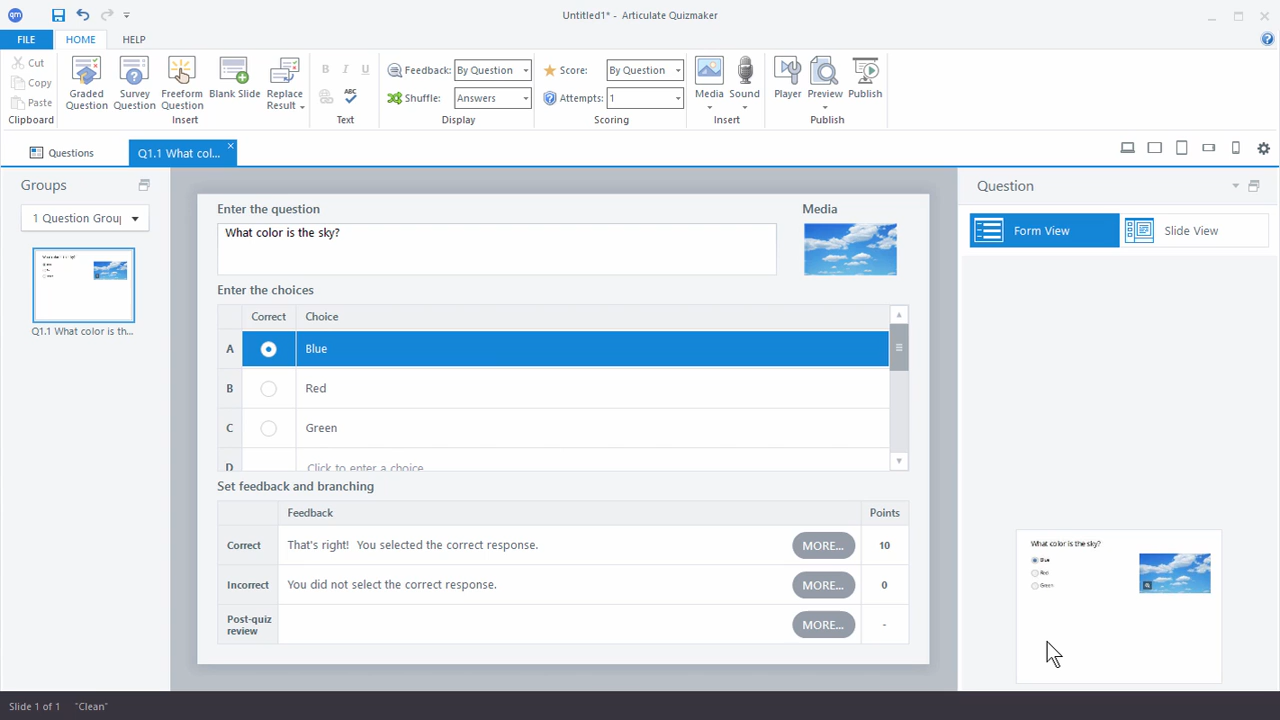 qm
Untitled1* - Articulate Quizmaker
FILE
HOME
HELP
Cut
Copy
Paste
Clipboard
Graded Question
Survey Question
Freeform Question
Blank Slide
Replace Result
Insert
B I U
ABC
Text
Feedback: By Question
Shuffle: Answers
Display
Score: By Question
Attempts: 1
Scoring
Media
Sound
Insert
Player
Preview
Publish
Publish
Questions
Q1.1 What col...
Groups
1 Question Group
Q1.1 What color is th...
Enter the question
Media
What color is the sky?
Enter the choices
Correct Choice
A Blue
B Red
C Green
D Click to enter a choice
Set feedback and branching
Feedback Points
Correct That's right! You selected the correct response. MORE... 10
Incorrect You did not select the correct response. MORE... 0
Post-quiz review MORE... -
Question
Form View
Slide View
What color is the sky?
Blue
Red
Green
Slide 1 of 1 "Clean"